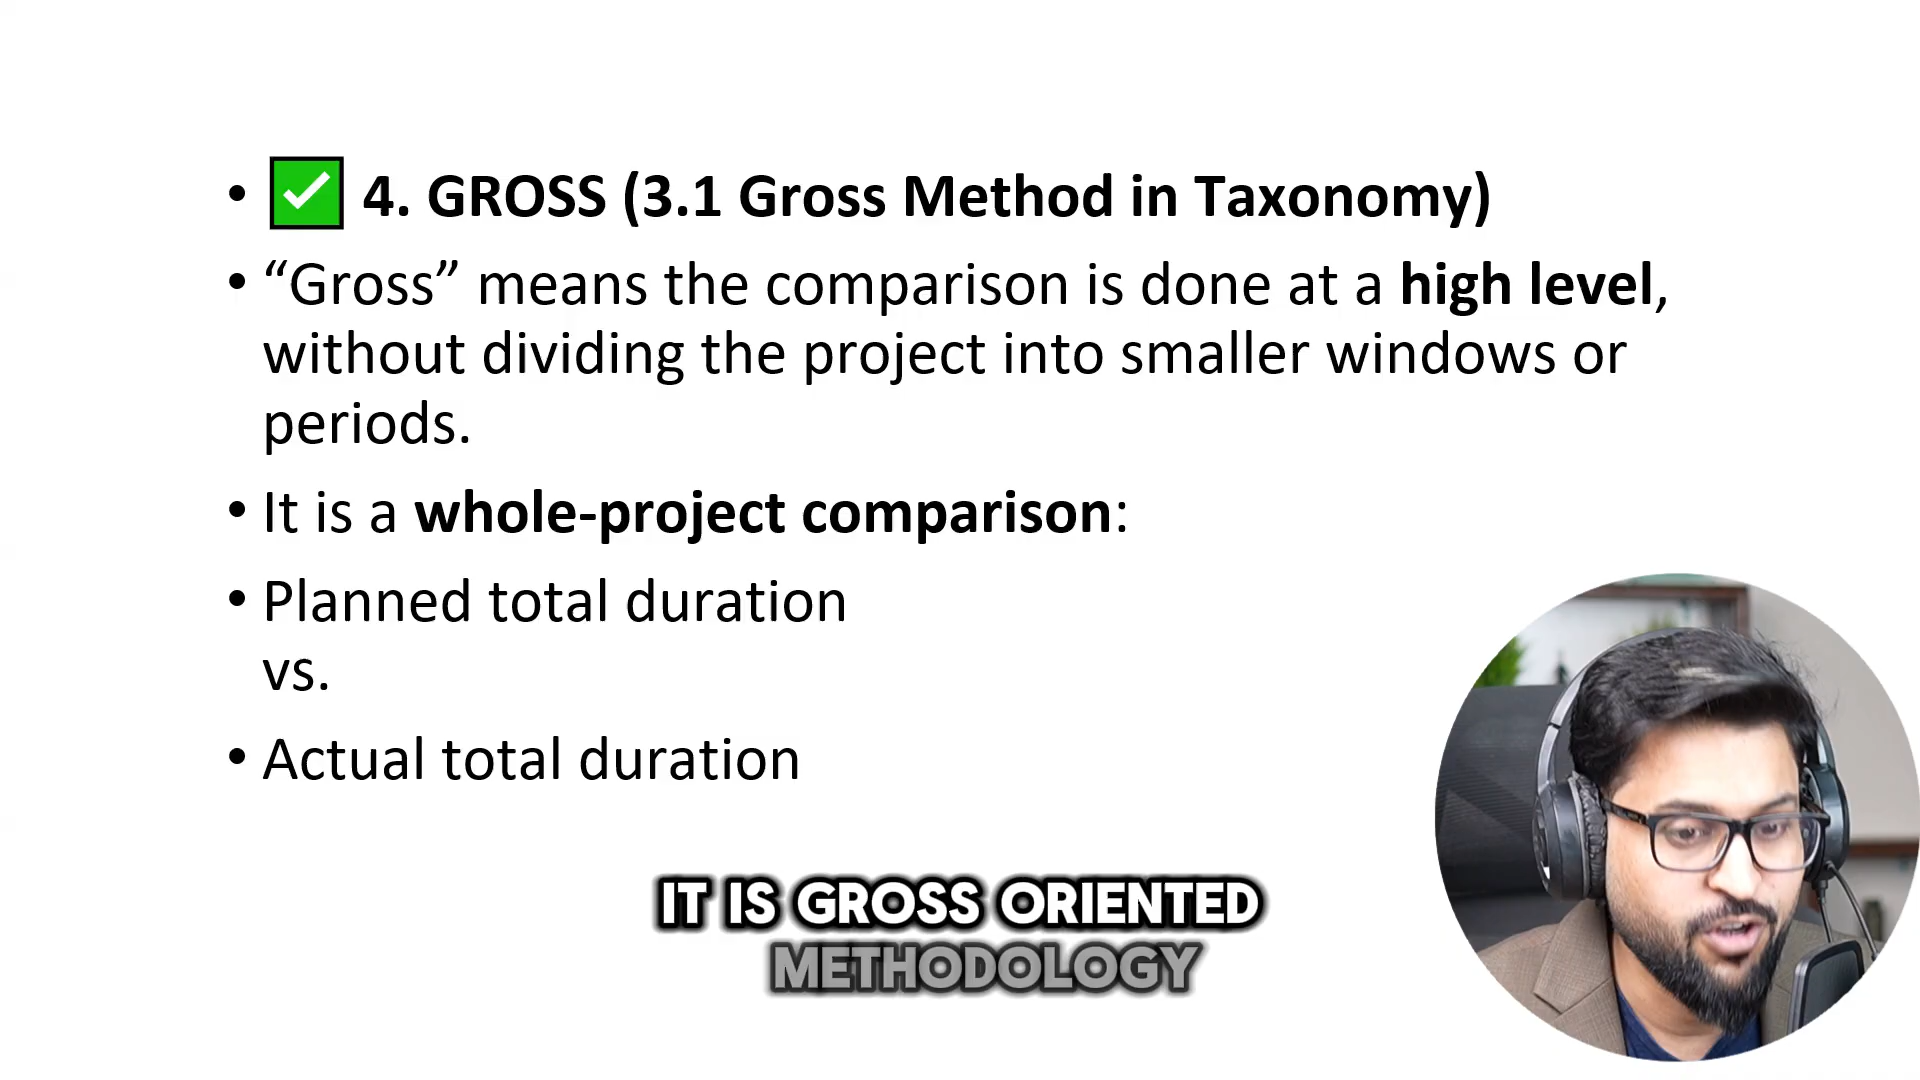 • ✅ 4. GROSS (3.1 Gross Method in Taxonomy)
• “Gross” means the comparison is done at a high level,
without dividing the project into smaller windows or
periods.
• It is a whole-project comparison:
• Planned total duration
vs.
• Actual total duration
IT IS GROSS ORIENTED
METHODOLOGY